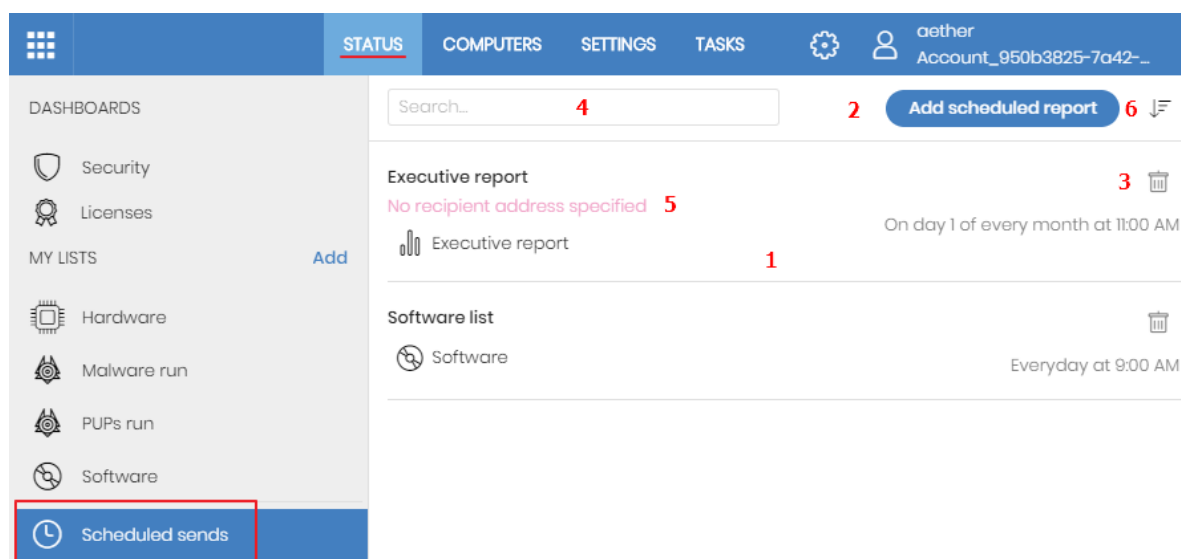 STATUS COMPUTERS SETTINGS TASKS aether
Account_950b3825-7a42-...
DASHBOARDS
Security
Licenses
MY LISTS Add
Hardware
Malware run
PUPs run
Software
Scheduled sends
Search... 4 2 Add scheduled report 6
Executive report 3
No recipient address specified 5
On day 1 of every month at 11:00 AM
Executive report
1
Software list
Software
Everyday at 9:00 AM